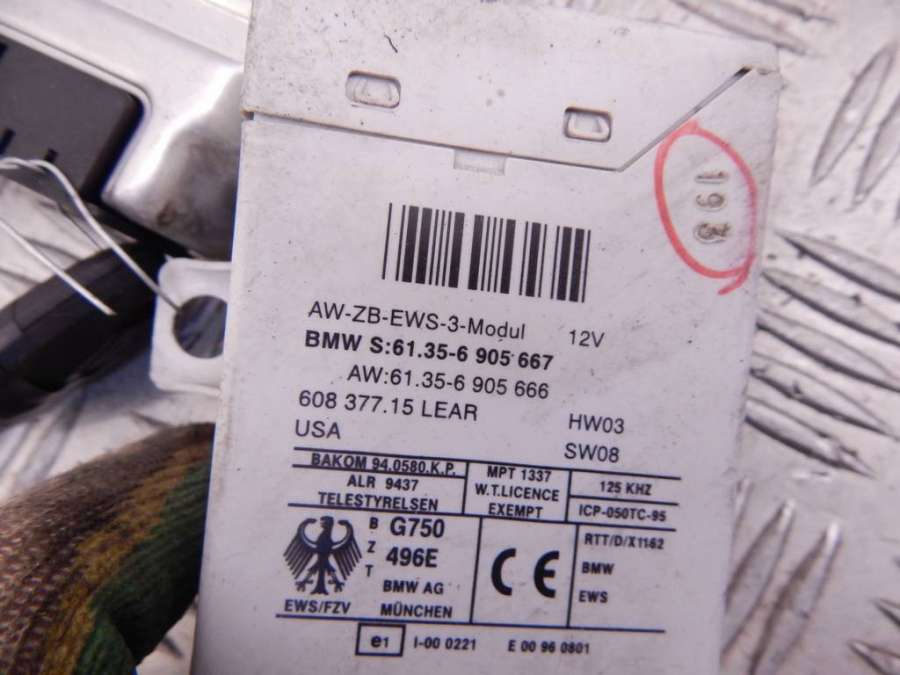 AW-ZB-EWS-3-Modul 12V
BMW S:61.35-6 905 667
AW:61.35-6 905 666
608 377.15 LEAR HW03
USA SW08
BAKOM 94.0580.K.P.
ALR 9437
TELESTYRELSEN
MPT 1337
W.T.LICENCE
EXEMPT
125 KHZ
ICP-050TC-95
BZT G750
496E
BMW AG
EWS/FZV MÜNCHEN
CE
RTT/D/X1162
BMW
EWS
e1 I-00 0221 E 00 96 0801